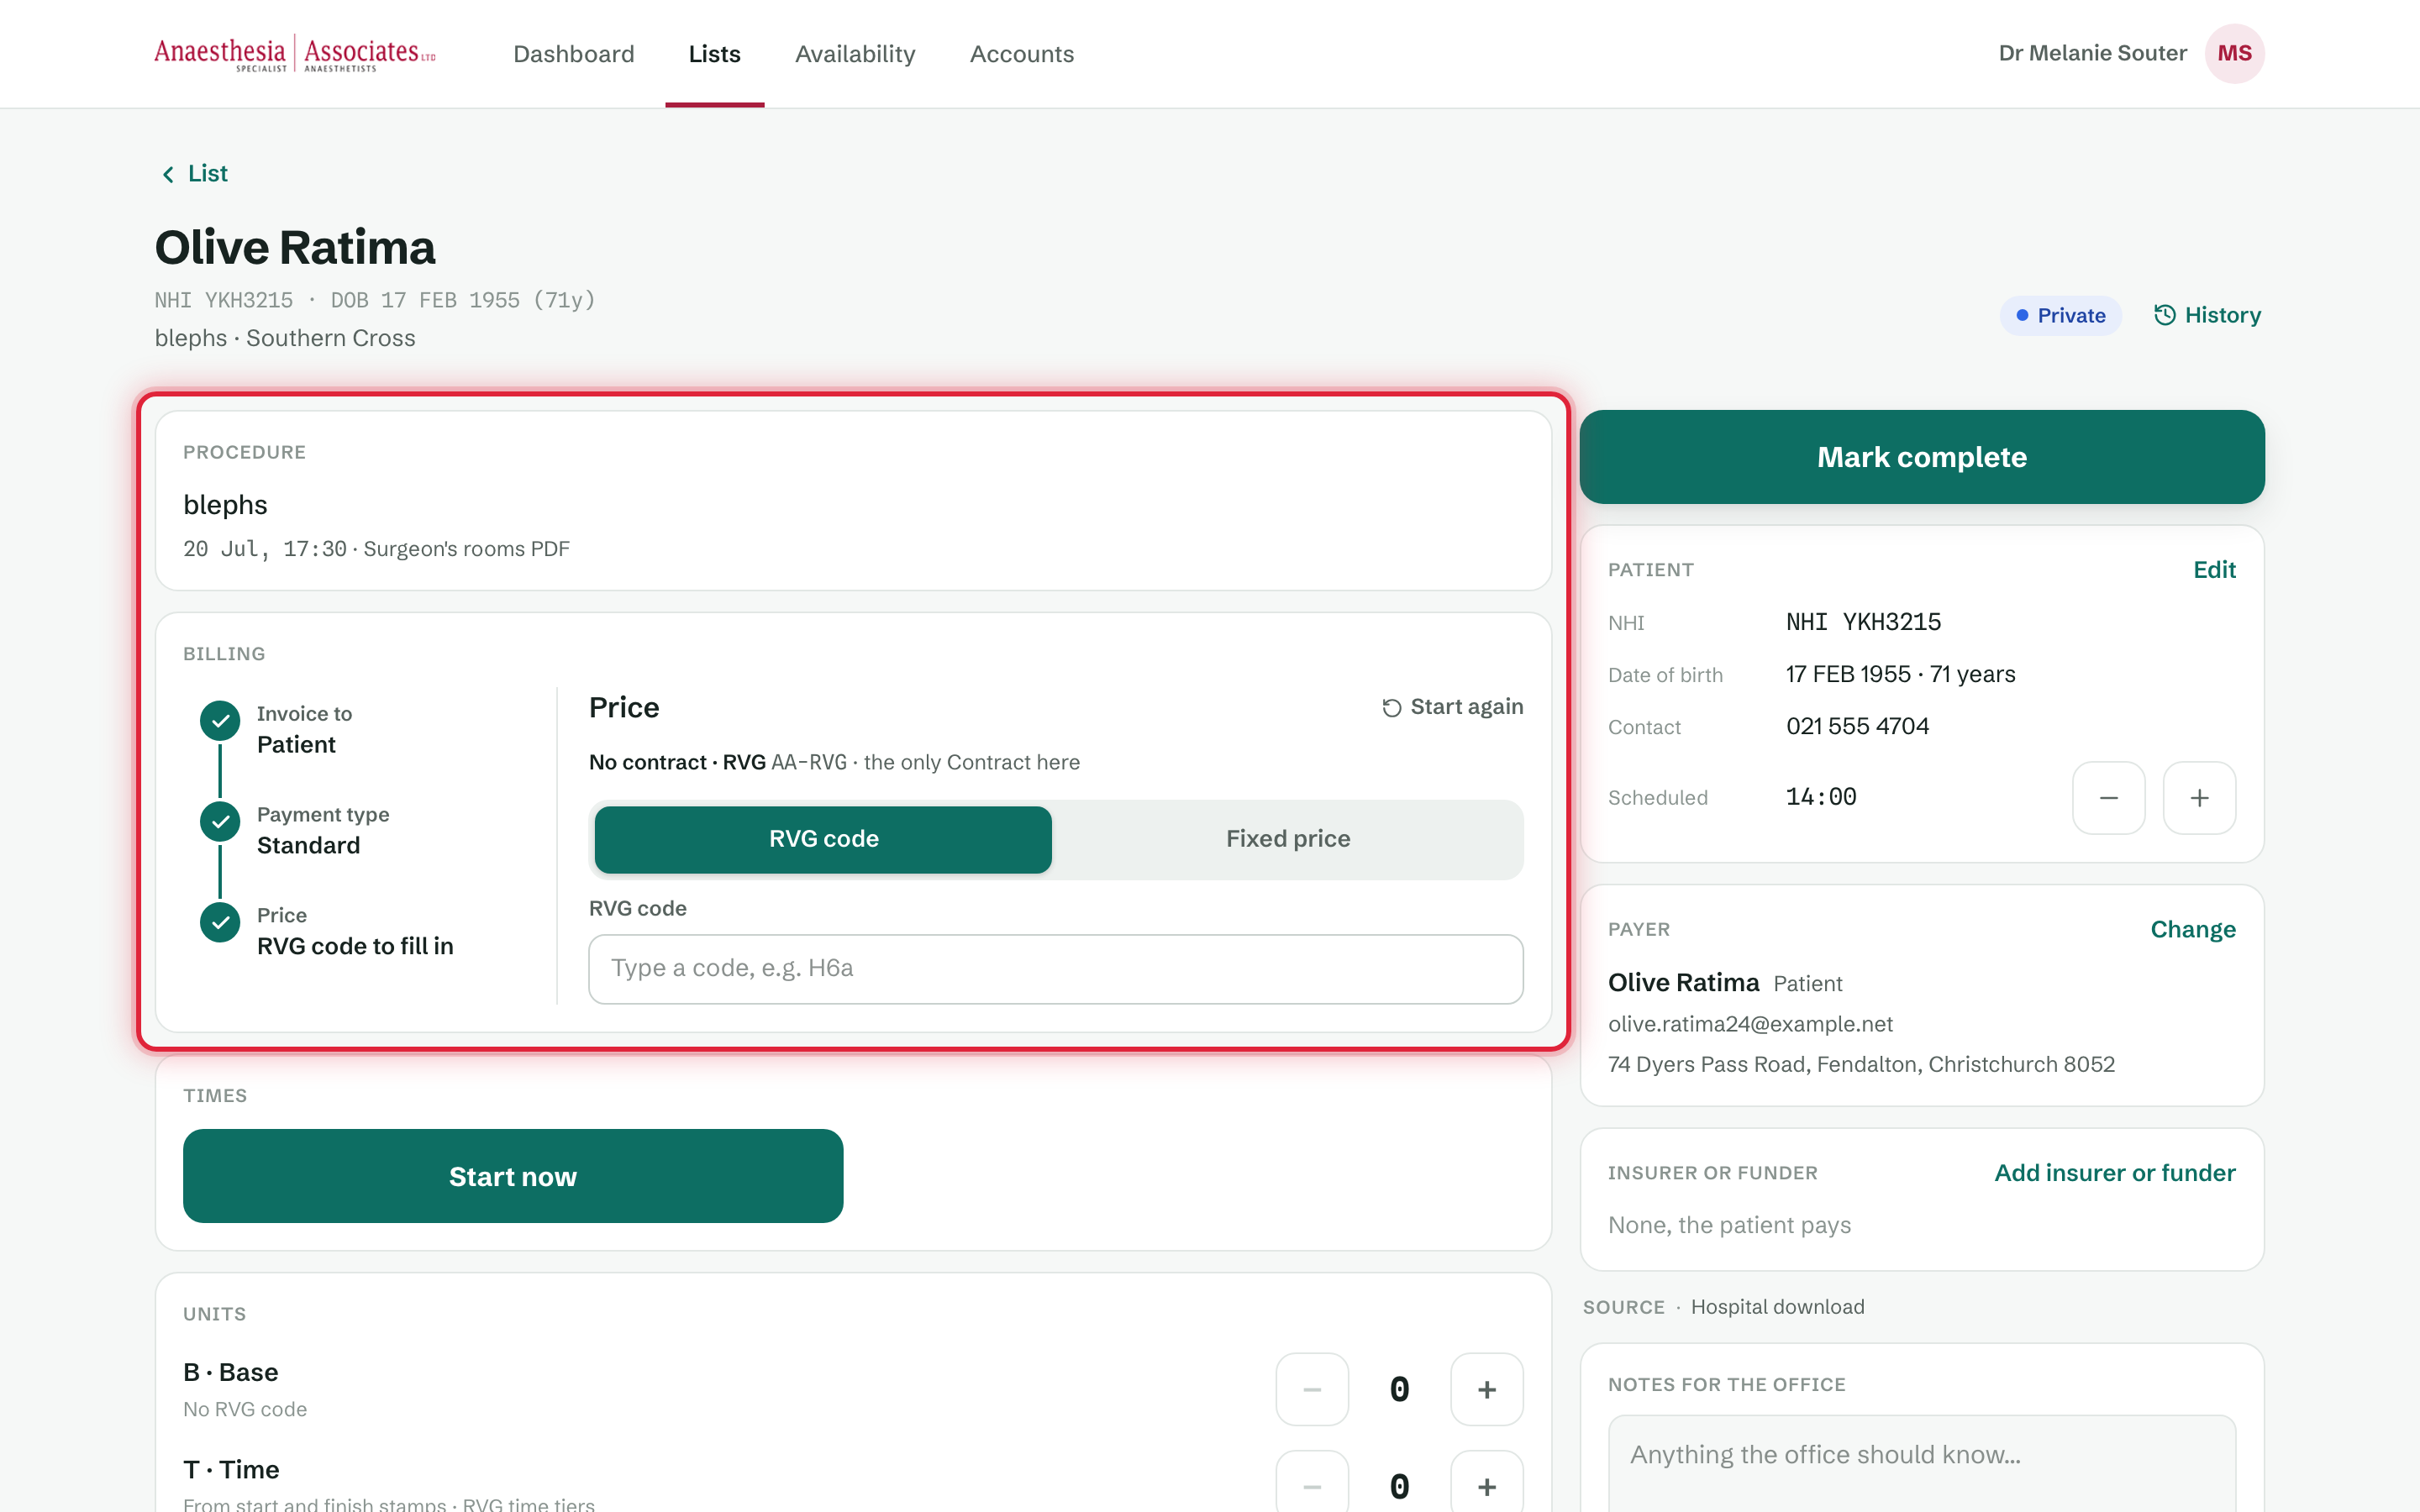 Anaesthesia Associates LTD
SPECIALIST ANAESTHETISTS
Dashboard
Lists
Availability
Accounts
Dr Melanie Souter
MS
List
Olive Ratima
NHI YKH3215 · DOB 17 FEB 1955 (71y)
blephs · Southern Cross
Private
History
PROCEDURE
blephs
20 Jul, 17:30 · Surgeon's rooms PDF
BILLING
Invoice to
Patient
Payment type
Standard
Price
RVG code to fill in
Price
Start again
No contract · RVG AA-RVG · the only Contract here
RVG code
Fixed price
RVG code
Type a code, e.g. H6a
TIMES
Start now
UNITS
B · Base
No RVG code
0
T · Time
From start and finish stamps · RVG time tiers
0
Mark complete
PATIENT
Edit
NHI
NHI YKH3215
Date of birth
17 FEB 1955 · 71 years
Contact
021 555 4704
Scheduled
14:00
PAYER
Change
Olive Ratima Patient
olive.ratima24@example.net
74 Dyers Pass Road, Fendalton, Christchurch 8052
INSURER OR FUNDER
Add insurer or funder
None, the patient pays
SOURCE · Hospital download
NOTES FOR THE OFFICE
Anything the office should know...